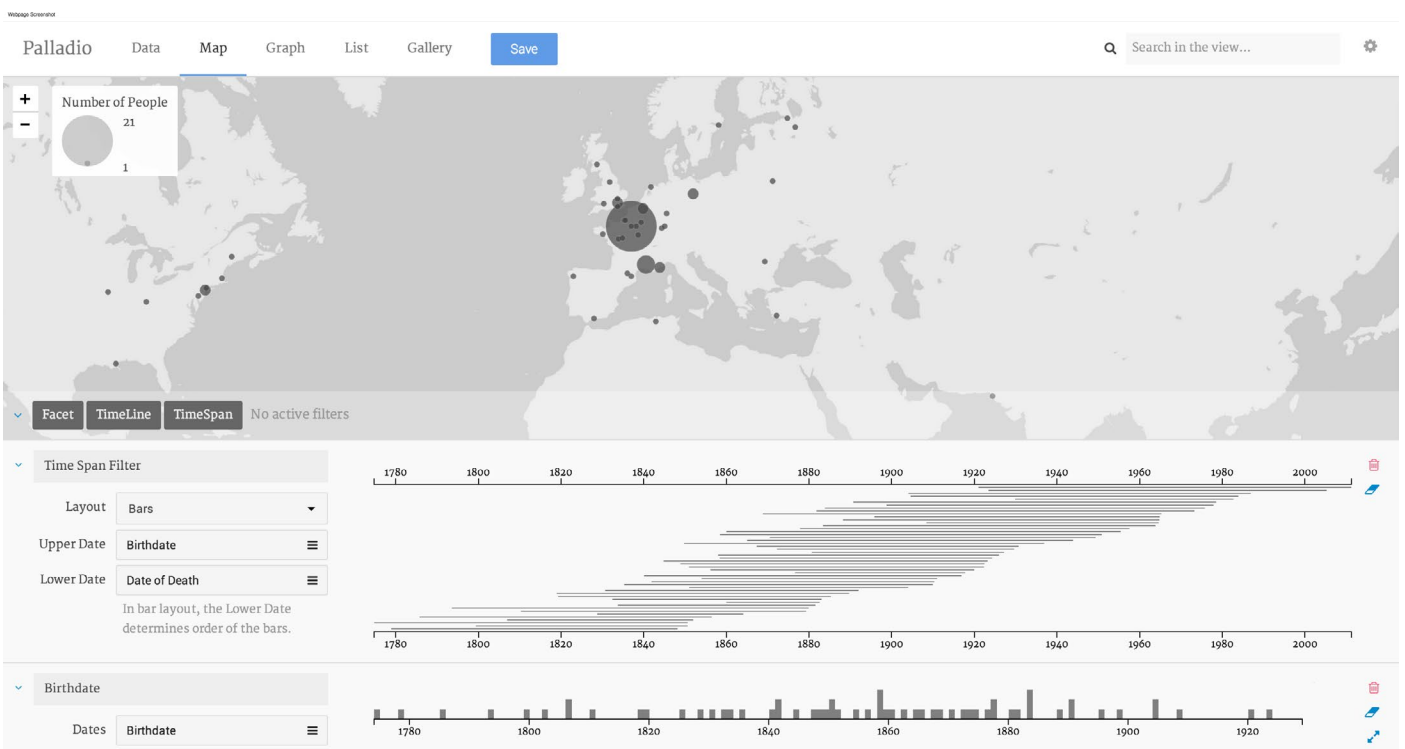 Webpage Screenshot
Palladio Data Map Graph List Gallery Save Search in the view...
+
−
Number of People
21
1
Facet TimeLine TimeSpan No active filters
Time Span Filter
1780 1800 1820 1840 1860 1880 1900 1920 1940 1960 1980 2000
Layout Bars
Upper Date Birthdate
Lower Date Date of Death
In bar layout, the Lower Date
determines order of the bars.
1780 1800 1820 1840 1860 1880 1900 1920 1940 1960 1980 2000
Birthdate
Dates Birthdate
1780 1800 1820 1840 1860 1880 1900 1920